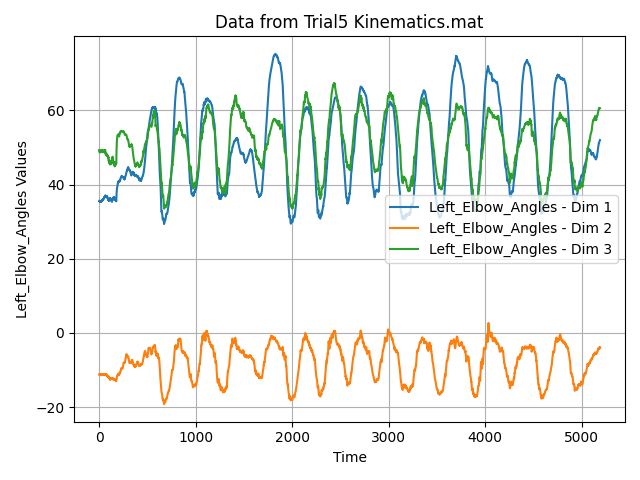 Data from Trial5 Kinematics.mat
Left_Elbow_Angles Values
60
40
20
0
−20
Left_Elbow_Angles - Dim 1
Left_Elbow_Angles - Dim 2
Left_Elbow_Angles - Dim 3
0
1000
2000
3000
4000
5000
Time